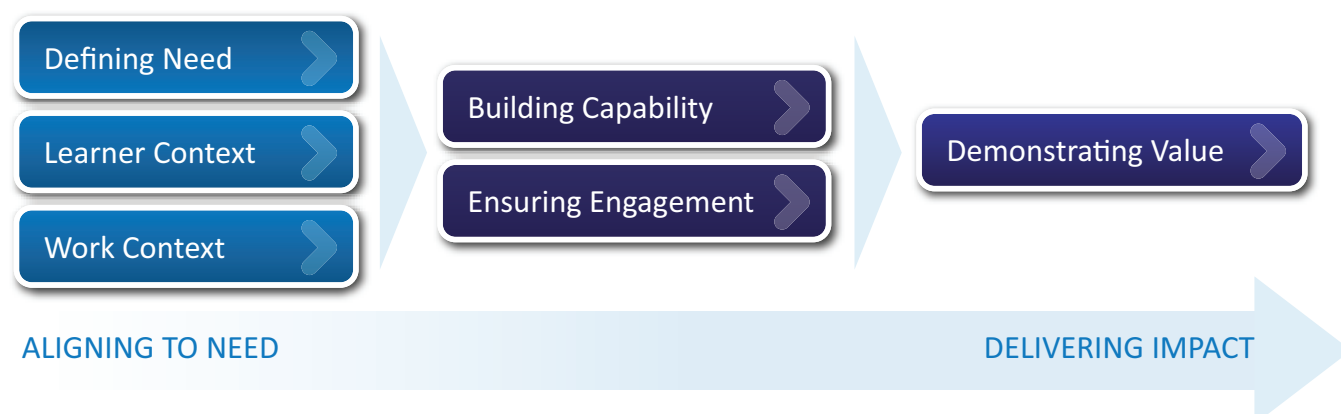 Defining Need
Learner Context
Work Context
Building Capability
Ensuring Engagement
Demonstrating Value
ALIGNING TO NEED
DELIVERING IMPACT